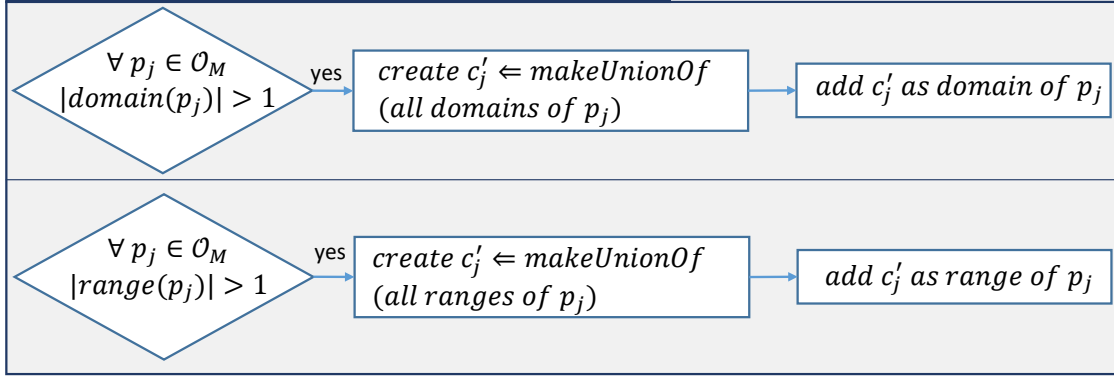 ∀ p_j ∈ 𝒪_M
|domain(p_j)| > 1
yes
create c′_j ⇐ makeUnionOf
(all domains of p_j)
add c′_j as domain of p_j
∀ p_j ∈ 𝒪_M
|range(p_j)| > 1
yes
create c′_j ⇐ makeUnionOf
(all ranges of p_j)
add c′_j as range of p_j